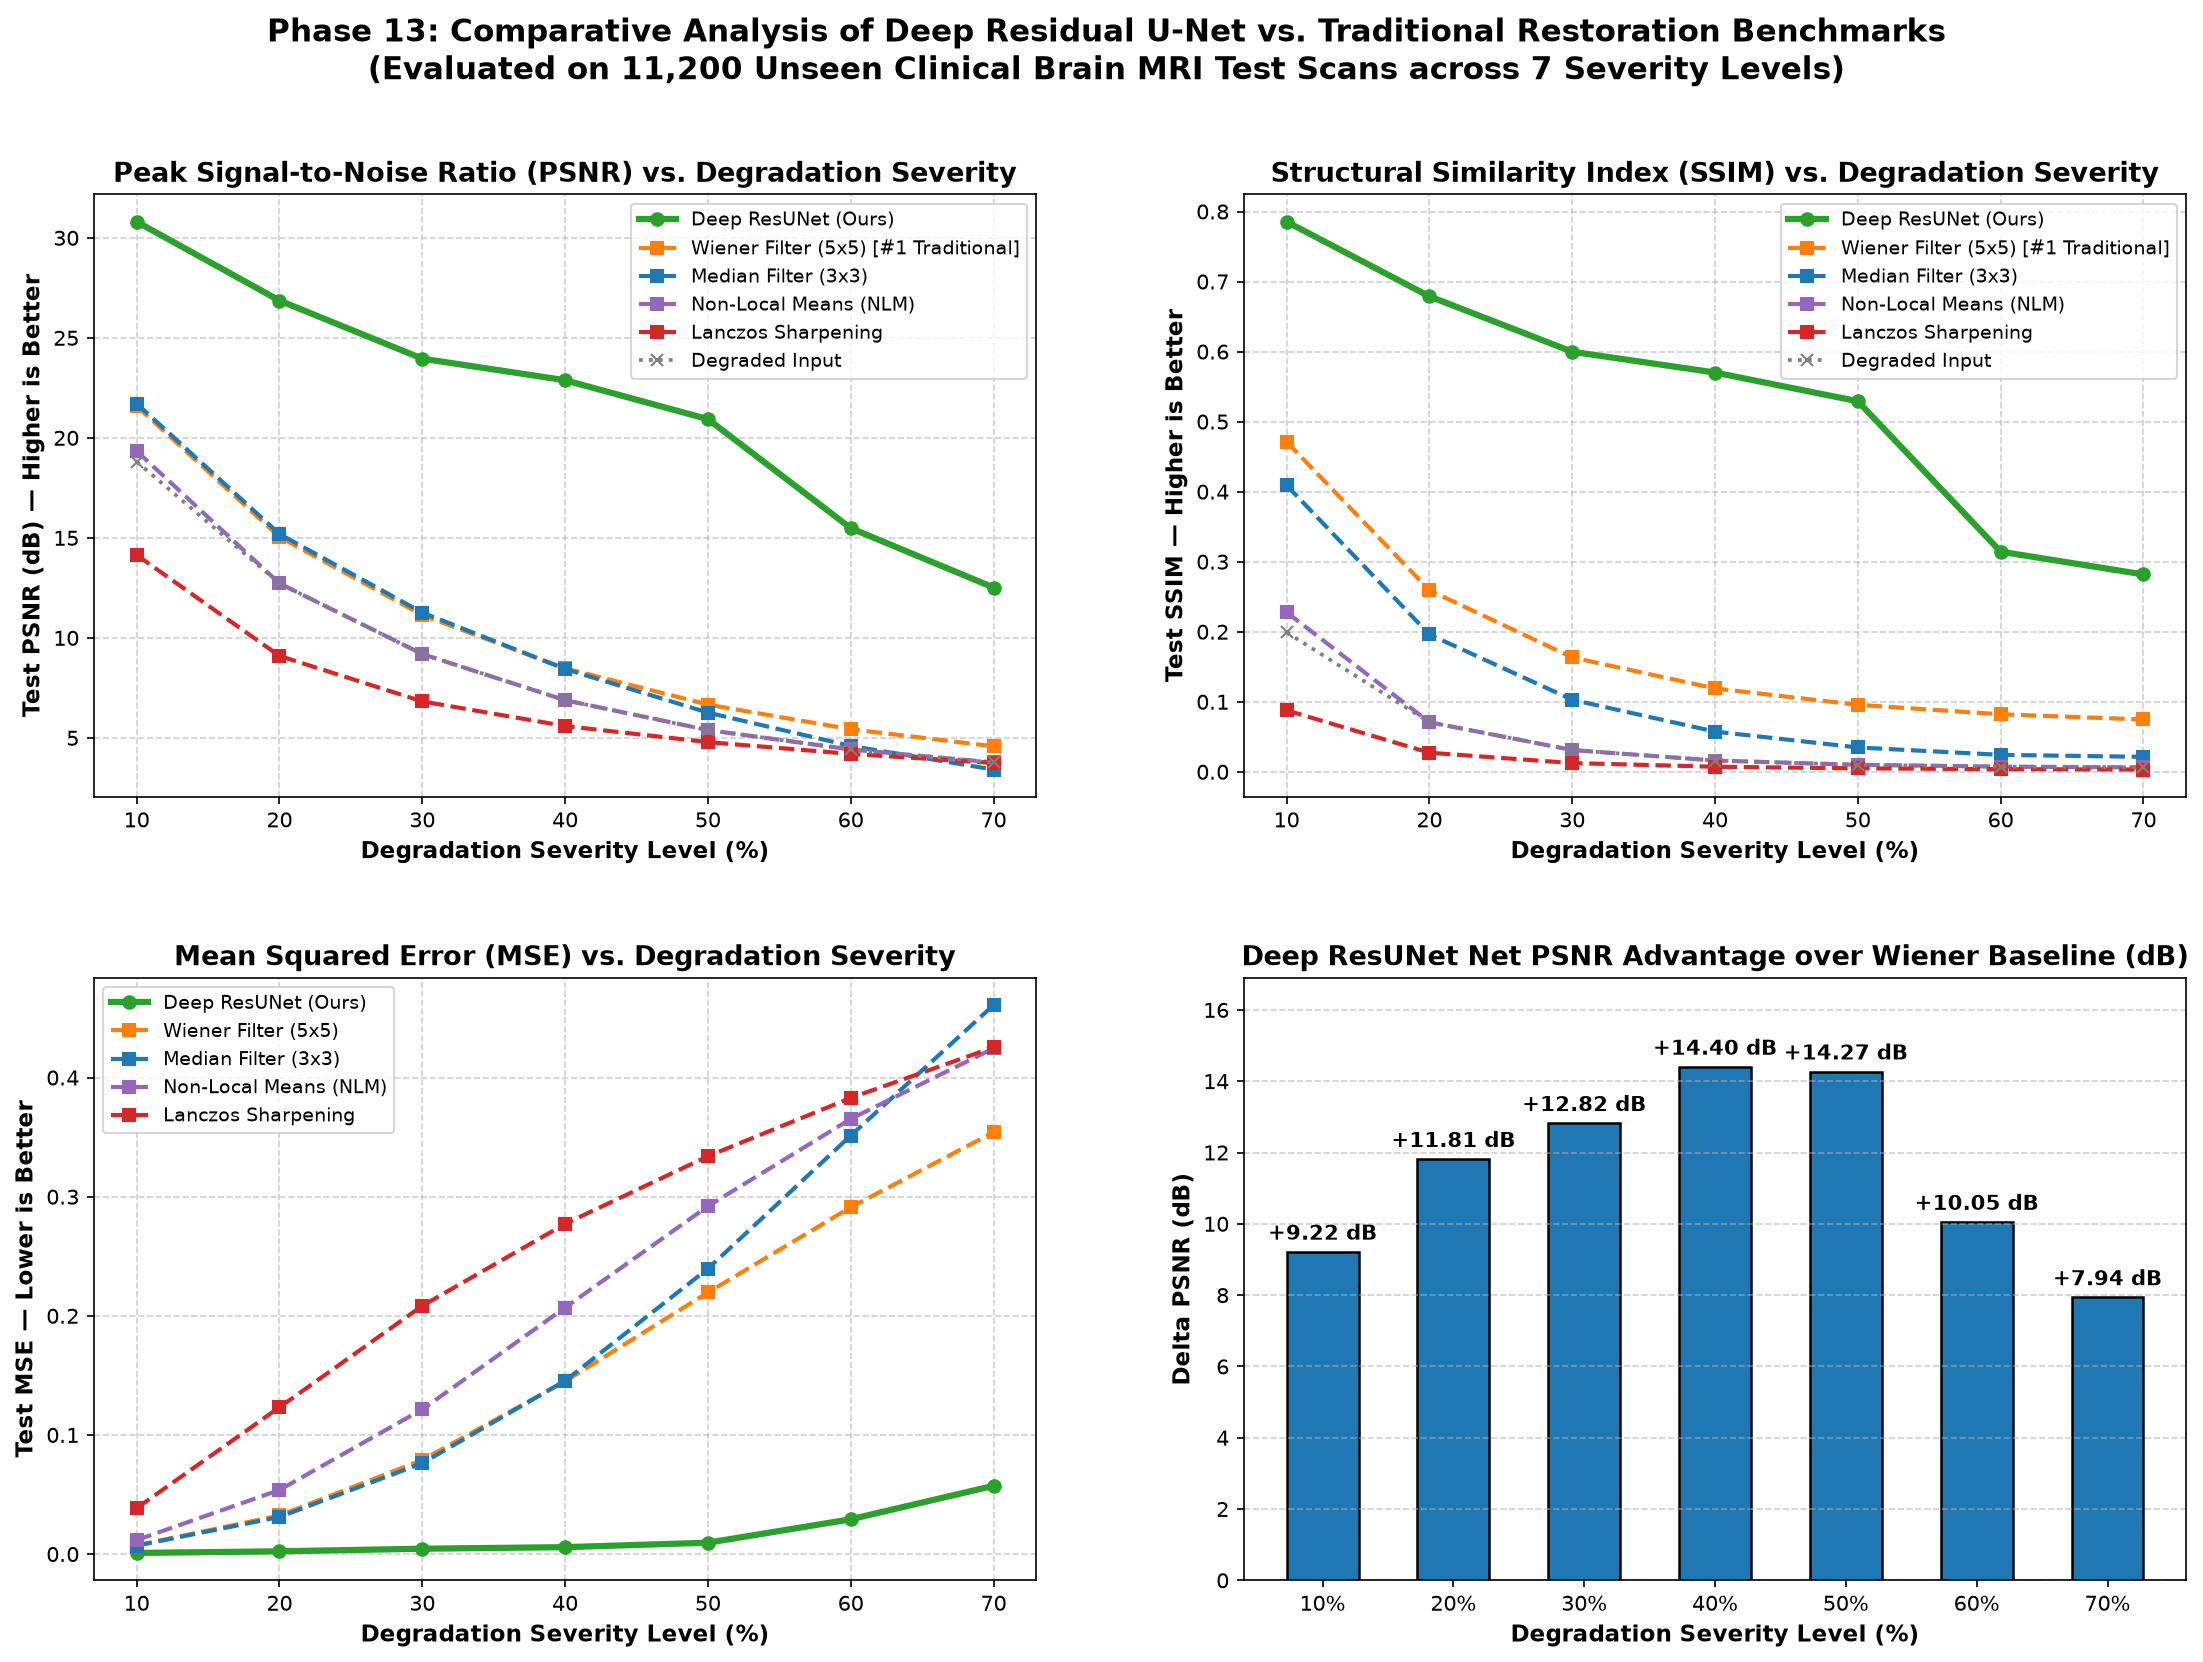 Phase 13: Comparative Analysis of Deep Residual U-Net vs. Traditional Restoration Benchmarks
(Evaluated on 11,200 Unseen Clinical Brain MRI Test Scans across 7 Severity Levels)
Peak Signal-to-Noise Ratio (PSNR) vs. Degradation Severity
Test PSNR (dB) — Higher is Better
30
25
20
15
10
5
Deep ResUNet (Ours)
Wiener Filter (5x5) [#1 Traditional]
Median Filter (3x3)
Non-Local Means (NLM)
Lanczos Sharpening
Degraded Input
10 20 30 40 50 60 70
Degradation Severity Level (%)
Structural Similarity Index (SSIM) vs. Degradation Severity
Test SSIM — Higher is Better
0.8
0.7
0.6
0.5
0.4
0.3
0.2
0.1
0.0
Deep ResUNet (Ours)
Wiener Filter (5x5) [#1 Traditional]
Median Filter (3x3)
Non-Local Means (NLM)
Lanczos Sharpening
Degraded Input
10 20 30 40 50 60 70
Degradation Severity Level (%)
Mean Squared Error (MSE) vs. Degradation Severity
Test MSE — Lower is Better
0.4
0.3
0.2
0.1
0.0
Deep ResUNet (Ours)
Wiener Filter (5x5)
Median Filter (3x3)
Non-Local Means (NLM)
Lanczos Sharpening
10 20 30 40 50 60 70
Degradation Severity Level (%)
Deep ResUNet Net PSNR Advantage over Wiener Baseline (dB)
Delta PSNR (dB)
16
14
12
10
8
6
4
2
0
+9.22 dB
+11.81 dB
+12.82 dB
+14.40 dB
+14.27 dB
+10.05 dB
+7.94 dB
10% 20% 30% 40% 50% 60% 70%
Degradation Severity Level (%)